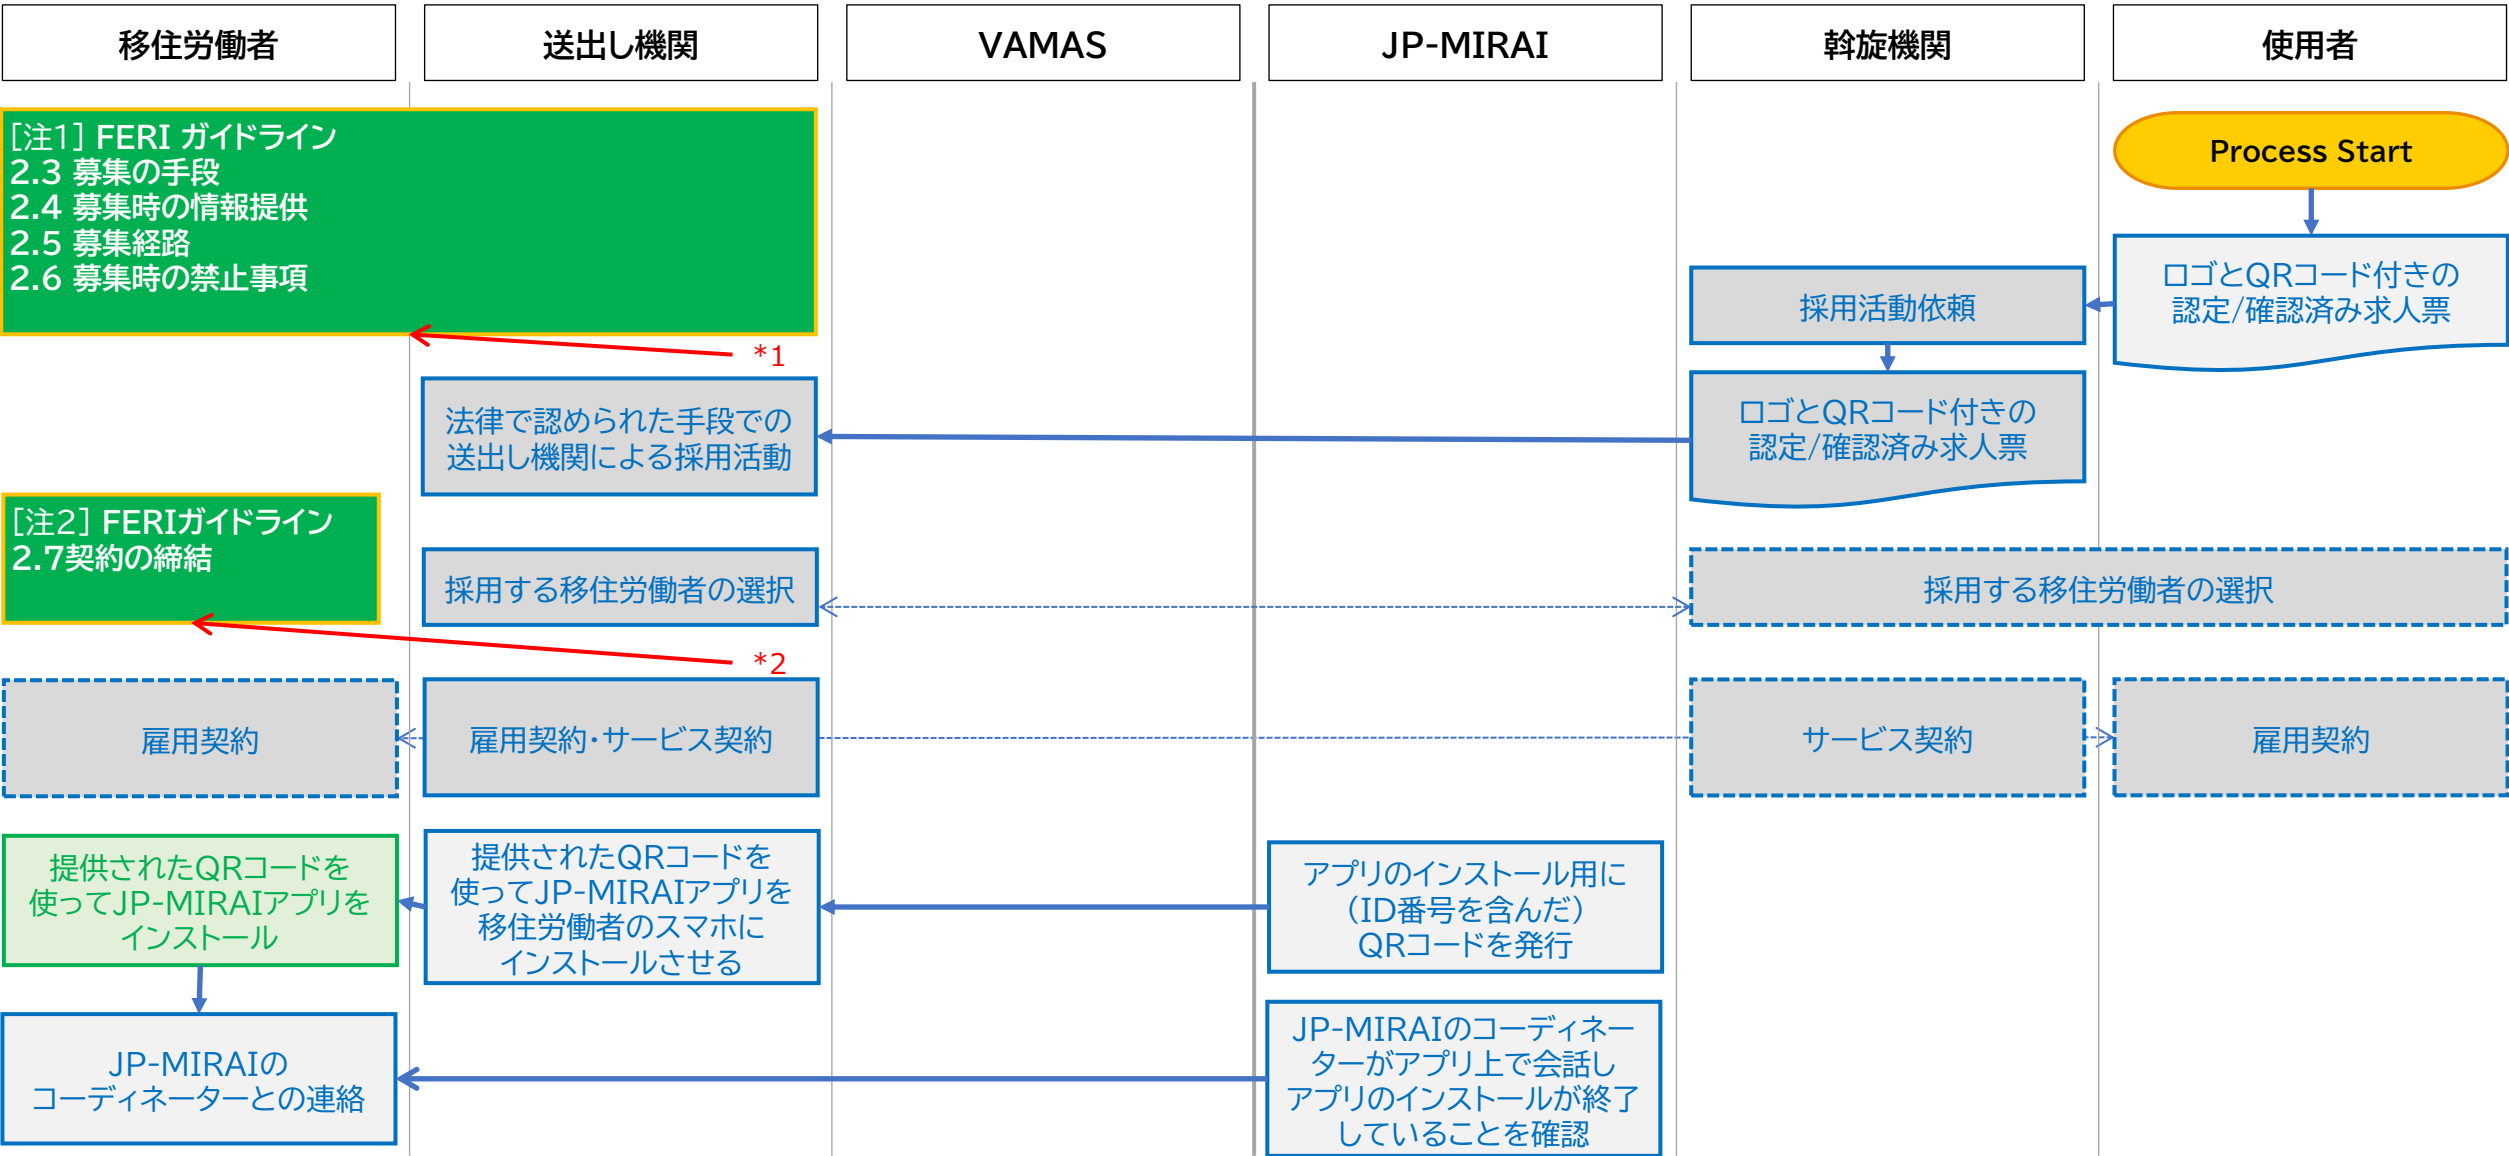 移住労働者
送出し機関
VAMAS
JP-MIRAI
斡旋機関
使用者
[注1] FERI ガイドライン
2.3 募集の手段
2.4 募集時の情報提供
2.5 募集経路
2.6 募集時の禁止事項
Process Start
ロゴとQRコード付きの
認定/確認済み求人票
採用活動依頼
*1
法律で認められた手段での
送出し機関による採用活動
ロゴとQRコード付きの
認定/確認済み求人票
[注2] FERIガイドライン
2.7契約の締結
採用する移住労働者の選択
採用する移住労働者の選択
*2
雇用契約
雇用契約・サービス契約
サービス契約
雇用契約
提供されたQRコードを
使ってJP-MIRAIアプリを
インストール
提供されたQRコードを
使ってJP-MIRAIアプリを
移住労働者のスマホに
インストールさせる
アプリのインストール用に
（ID番号を含んだ）
QRコードを発行
JP-MIRAIの
コーディネーターとの連絡
JP-MIRAIのコーディネー
ターがアプリ上で会話し
アプリのインストールが終了
していることを確認